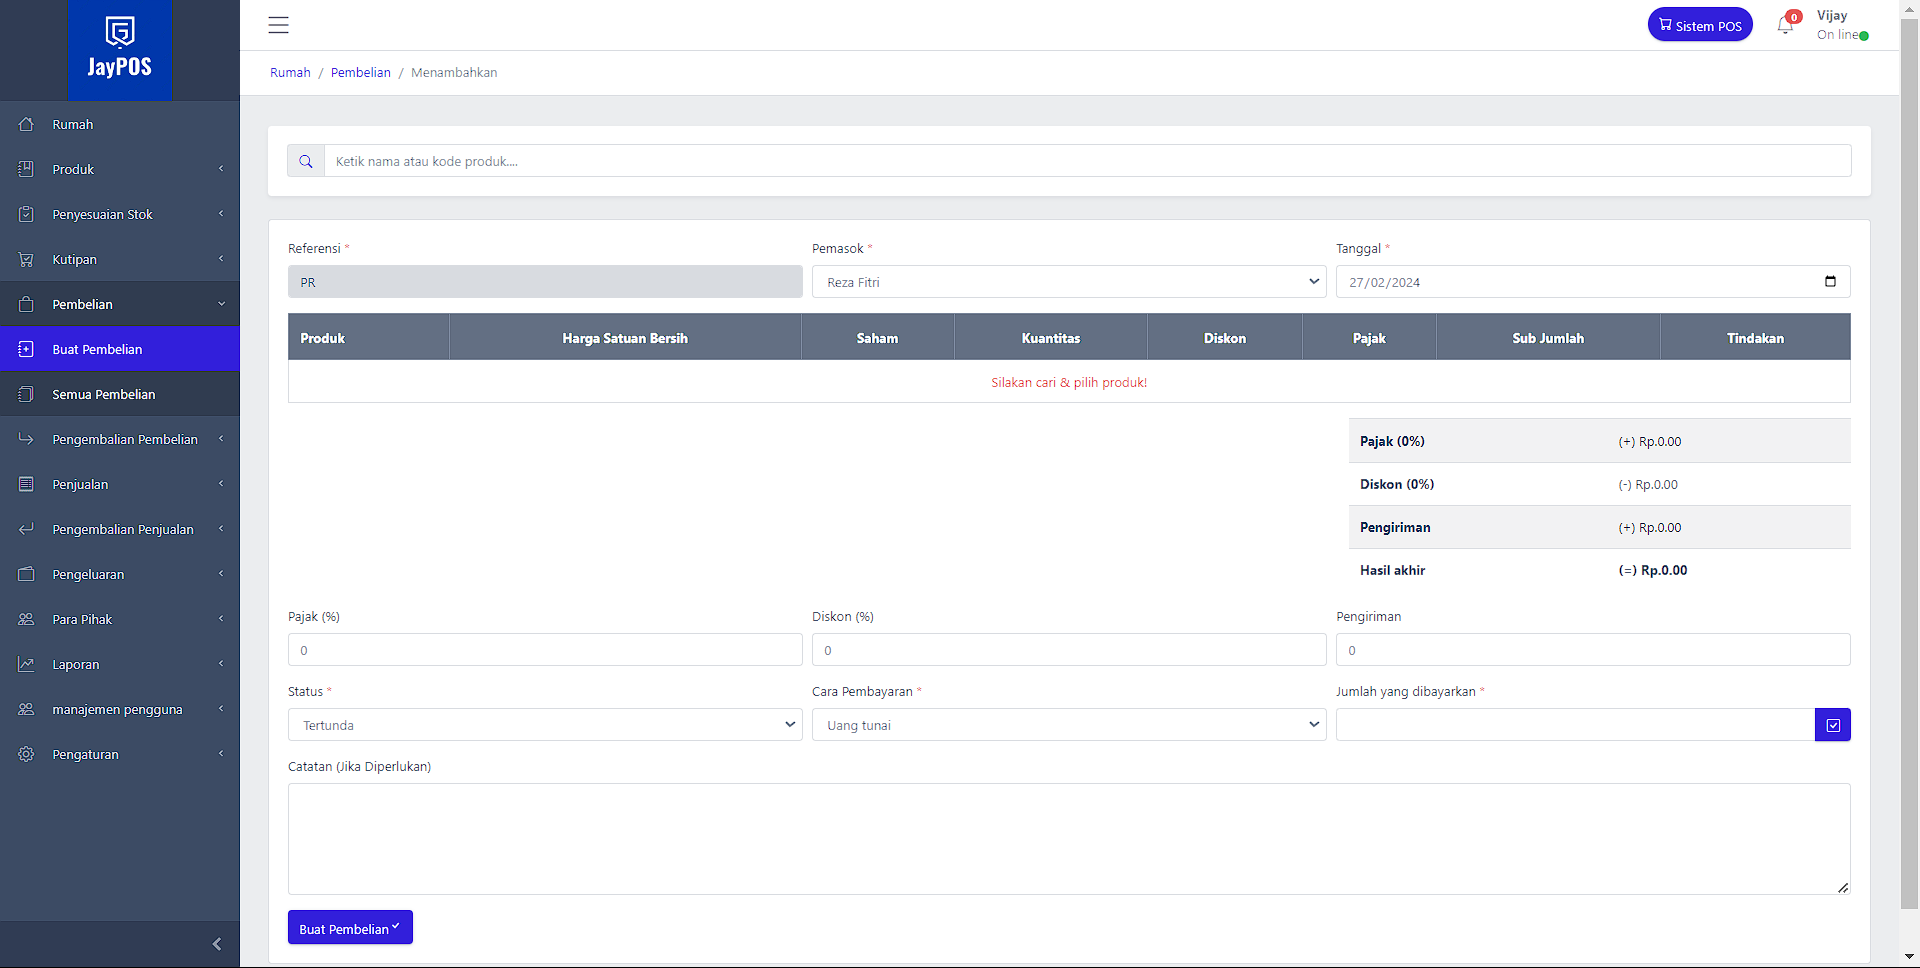 JayPOS
Sistem POS
0
Vijay
On line
Rumah / Pembelian / Menambahkan
Rumah
Produk
Penyesuaian Stok
Kutipan
Pembelian
Buat Pembelian
Semua Pembelian
Pengembalian Pembelian
Penjualan
Pengembalian Penjualan
Pengeluaran
Para Pihak
Laporan
manajemen pengguna
Pengaturan
Ketik nama atau kode produk....
Referensi * Pemasok * Tanggal *
PR Reza Fitri 27/02/2024
Produk Harga Satuan Bersih Saham Kuantitas Diskon Pajak Sub Jumlah Tindakan
Silakan cari & pilih produk!
Pajak (0%) (+) Rp.0.00
Diskon (0%) (-) Rp.0.00
Pengiriman (+) Rp.0.00
Hasil akhir (=) Rp.0.00
Pajak (%) Diskon (%) Pengiriman
0 0 0
Status * Cara Pembayaran * Jumlah yang dibayarkan *
Tertunda Uang tunai
Catatan (Jika Diperlukan)
Buat Pembelian